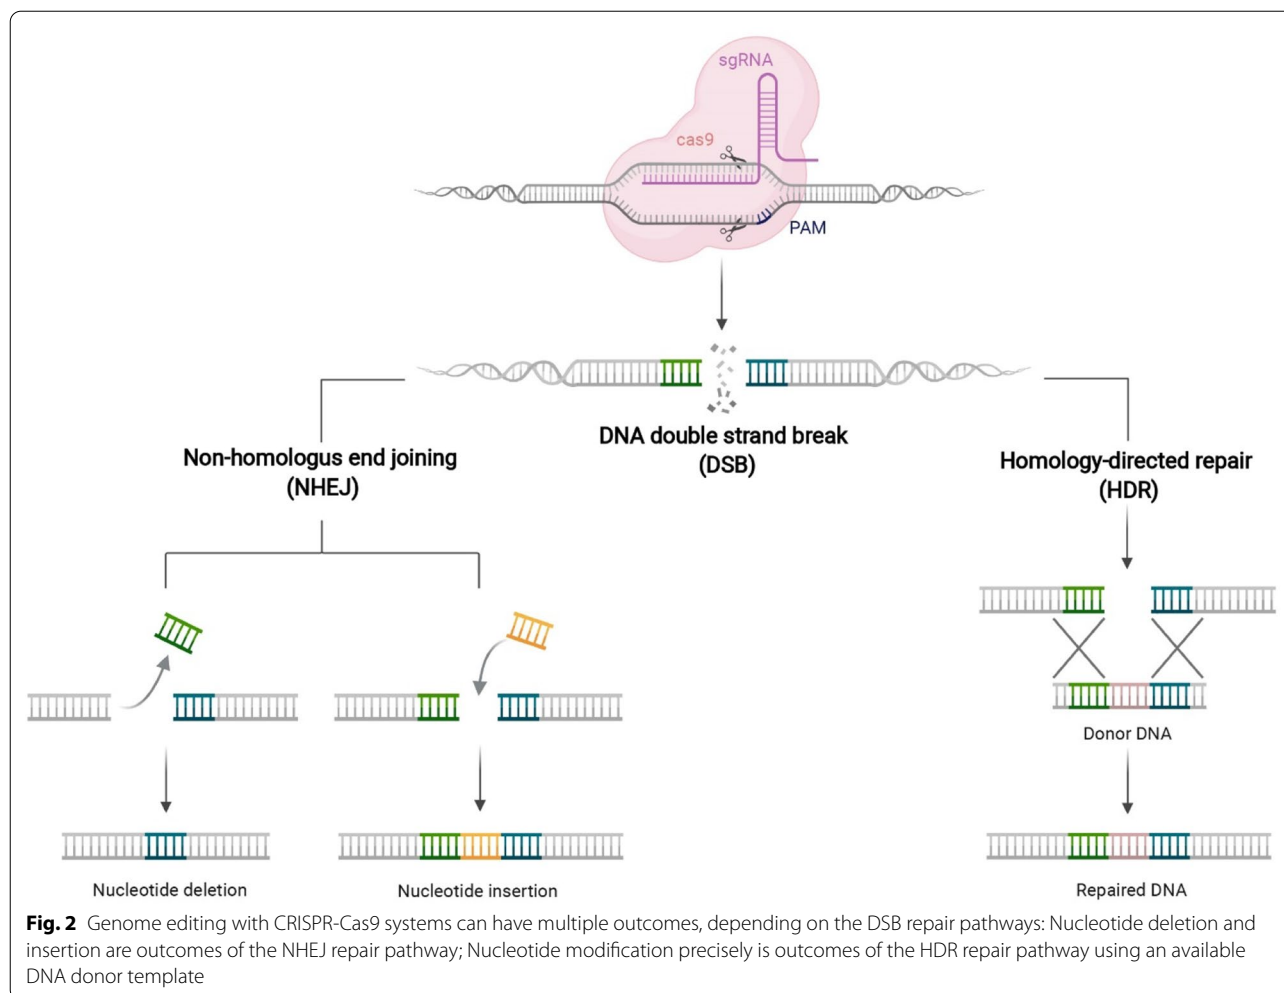 sgRNA
cas9
PAM
DNA double strand break
(DSB)
Non-homologus end joining
(NHEJ)
Homology-directed repair
(HDR)
Donor DNA
Nucleotide deletion
Nucleotide insertion
Repaired DNA
Fig. 2 Genome editing with CRISPR-Cas9 systems can have multiple outcomes, depending on the DSB repair pathways: Nucleotide deletion and
insertion are outcomes of the NHEJ repair pathway; Nucleotide modification precisely is outcomes of the HDR repair pathway using an available
DNA donor template